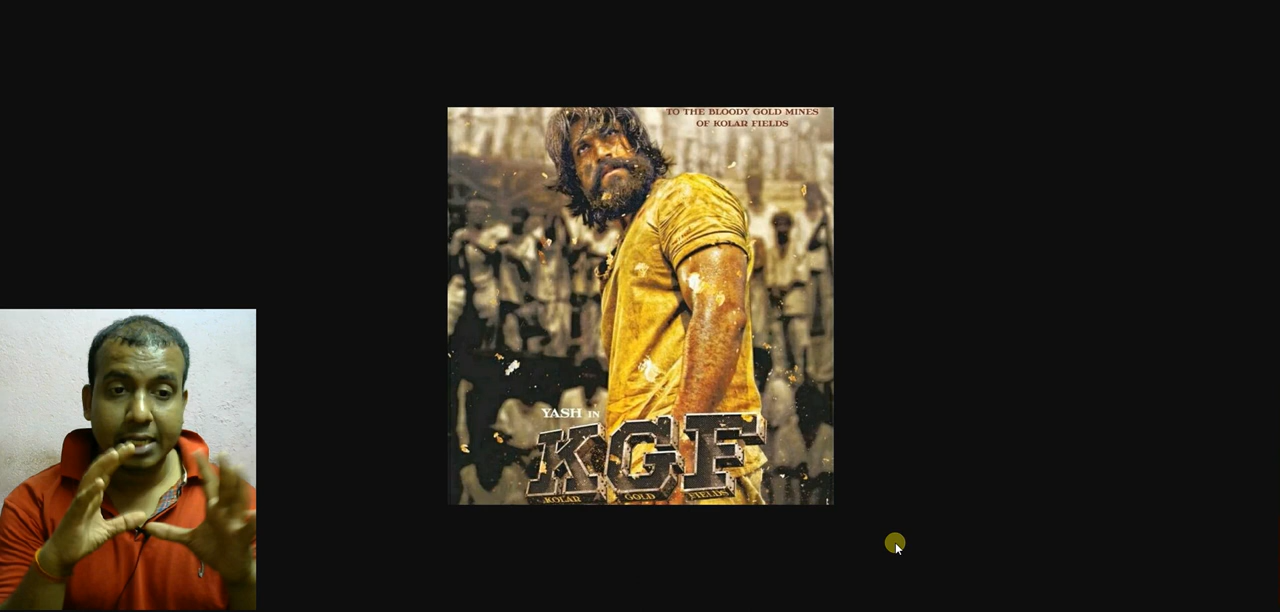 TO THE BLOODY GOLD MINES
OF KOLAR FIELDS
YASH IN
KGF
KOLAR GOLD FIELDS